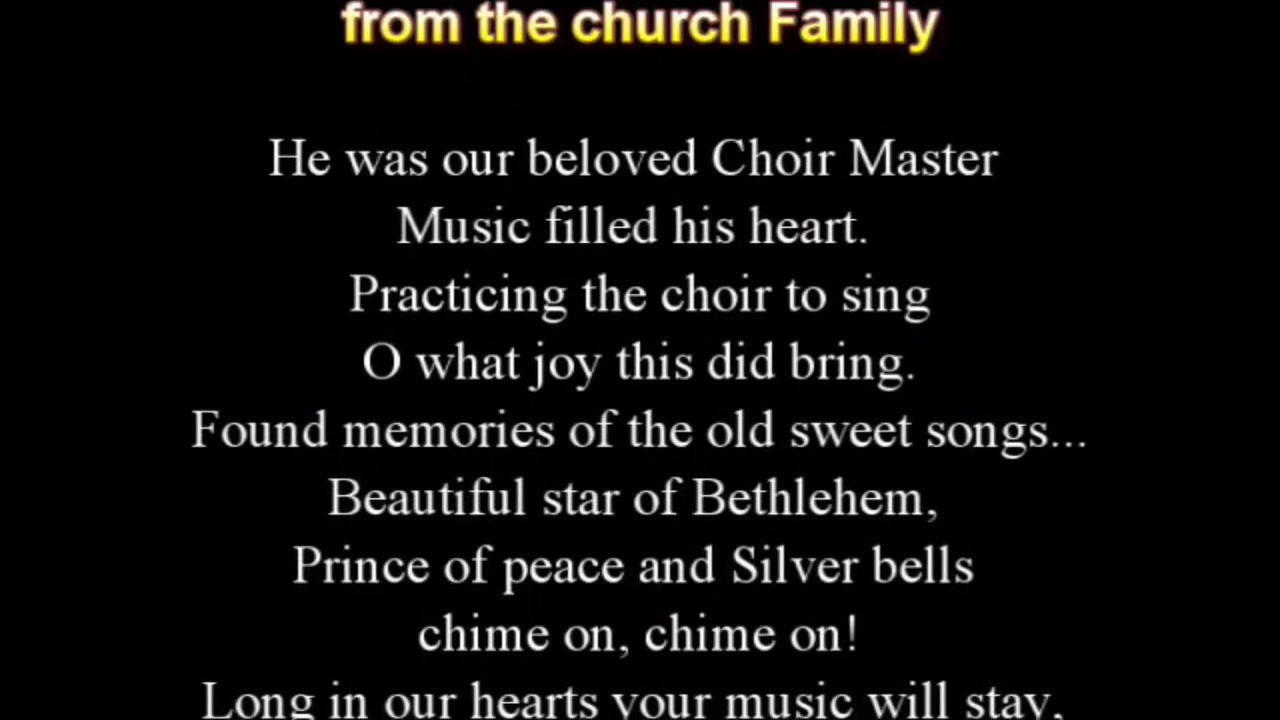 from the church Family
He was our beloved Choir Master
Music filled his heart.
Practicing the choir to sing
O what joy this did bring.
Found memories of the old sweet songs...
Beautiful star of Bethlehem,
Prince of peace and Silver bells
chime on, chime on!
Long in our hearts your music will stay,